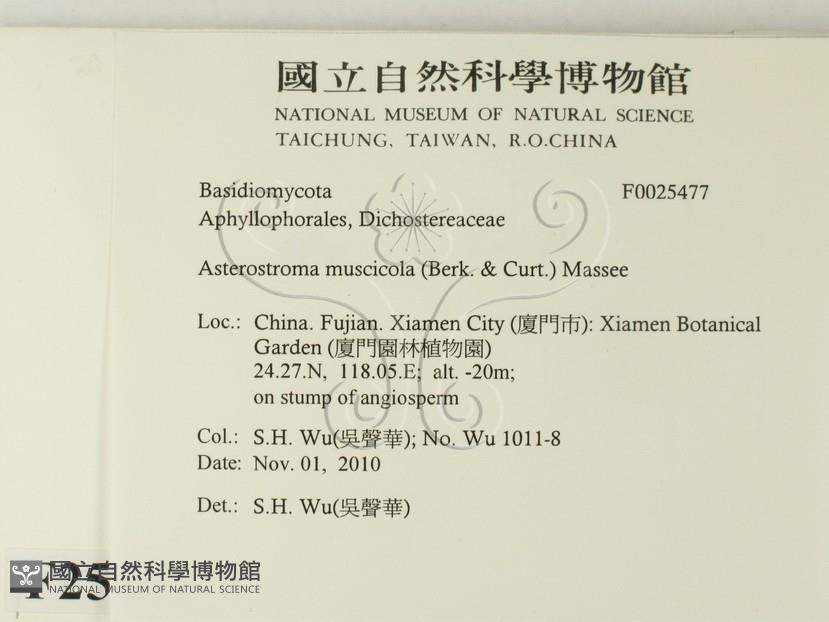 國立自然科學博物館
NATIONAL MUSEUM OF NATURAL SCIENCE
TAICHUNG, TAIWAN, R.O.CHINA
Basidiomycota F0025477
Aphyllophorales, Dichostereaceae
Asterostroma muscicola (Berk. & Curt.) Massee
Loc.: China. Fujian. Xiamen City (廈門市): Xiamen Botanical
Garden (廈門園林植物園)
24.27.N, 118.05.E; alt. -20m;
on stump of angiosperm
Col.: S.H. Wu(吳聲華); No. Wu 1011-8
Date: Nov. 01, 2010
Det.: S.H. Wu(吳聲華)
F25
國立自然科學博物館
NATIONAL MUSEUM OF NATURAL SCIENCE